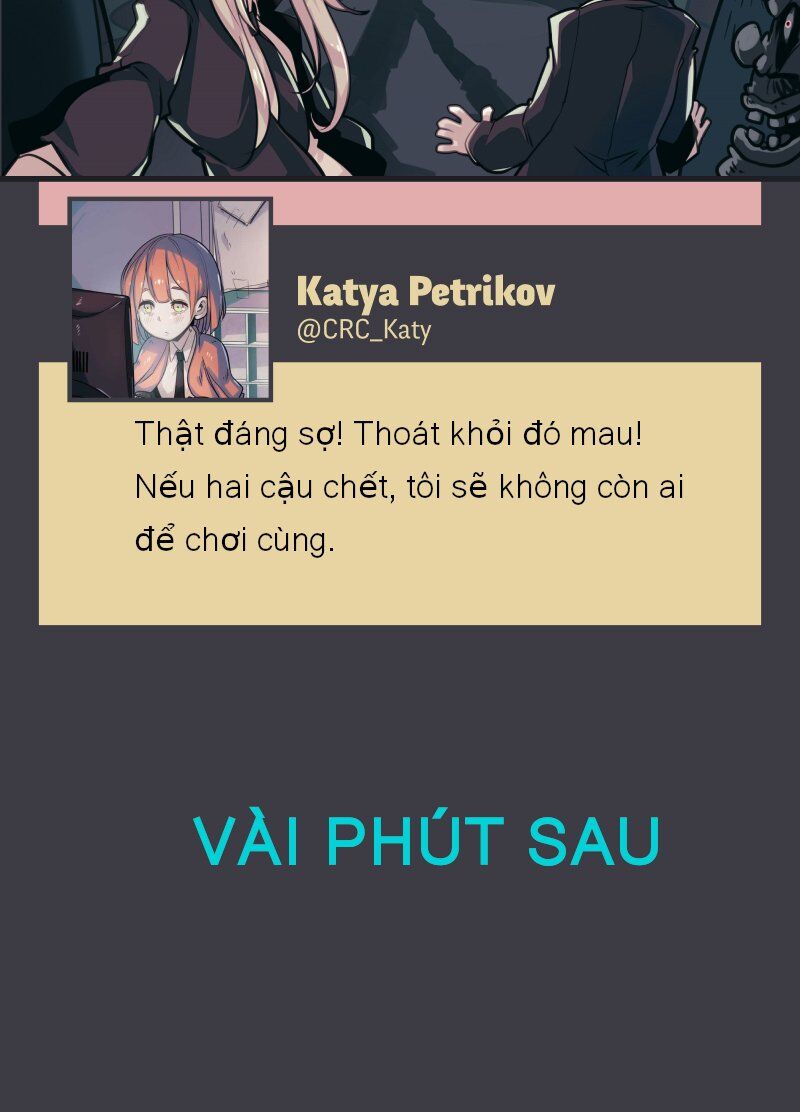 Katya Petrikov
@CRC_Katy
Thật đáng sợ! Thoát khỏi đó mau!
Nếu hai cậu chết, tôi sẽ không còn ai
để chơi cùng.
VÀI PHÚT SAU